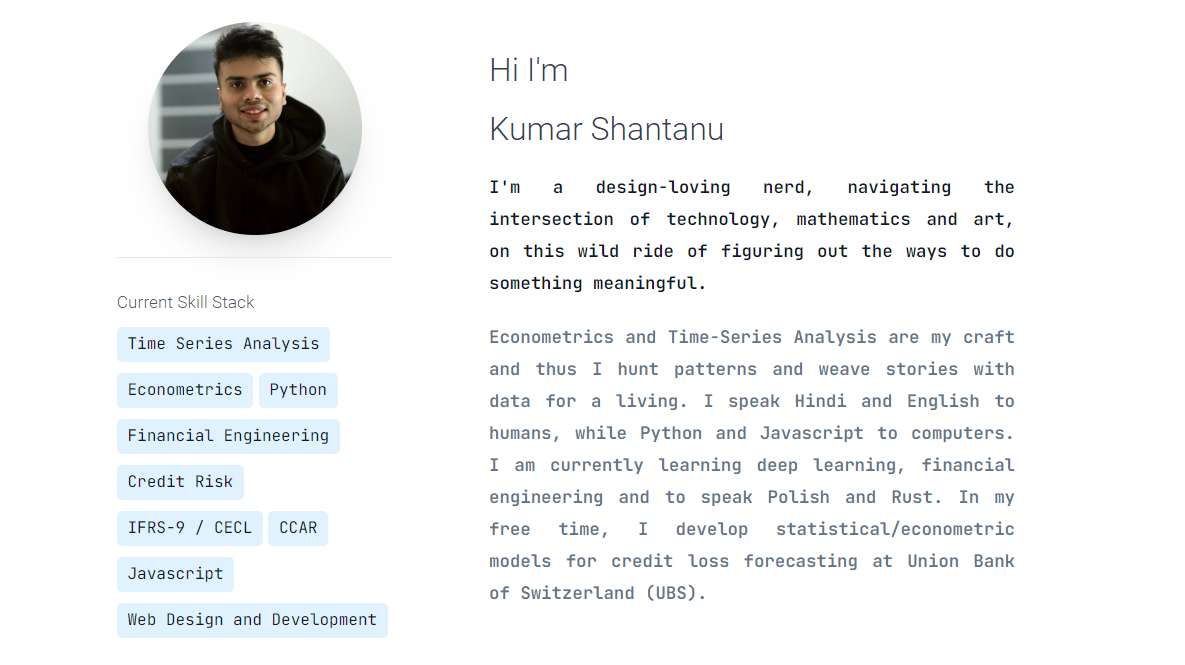 Hi I'm
Kumar Shantanu
I'm a design-loving nerd, navigating the
intersection of technology, mathematics and art,
on this wild ride of figuring out the ways to do
something meaningful.
Econometrics and Time-Series Analysis are my craft
and thus I hunt patterns and weave stories with
data for a living. I speak Hindi and English to
humans, while Python and Javascript to computers.
I am currently learning deep learning, financial
engineering and to speak Polish and Rust. In my
free time, I develop statistical/econometric
models for credit loss forecasting at Union Bank
of Switzerland (UBS).
Current Skill Stack
Time Series Analysis
Econometrics Python
Financial Engineering
Credit Risk
IFRS-9 / CECL CCAR
Javascript
Web Design and Development